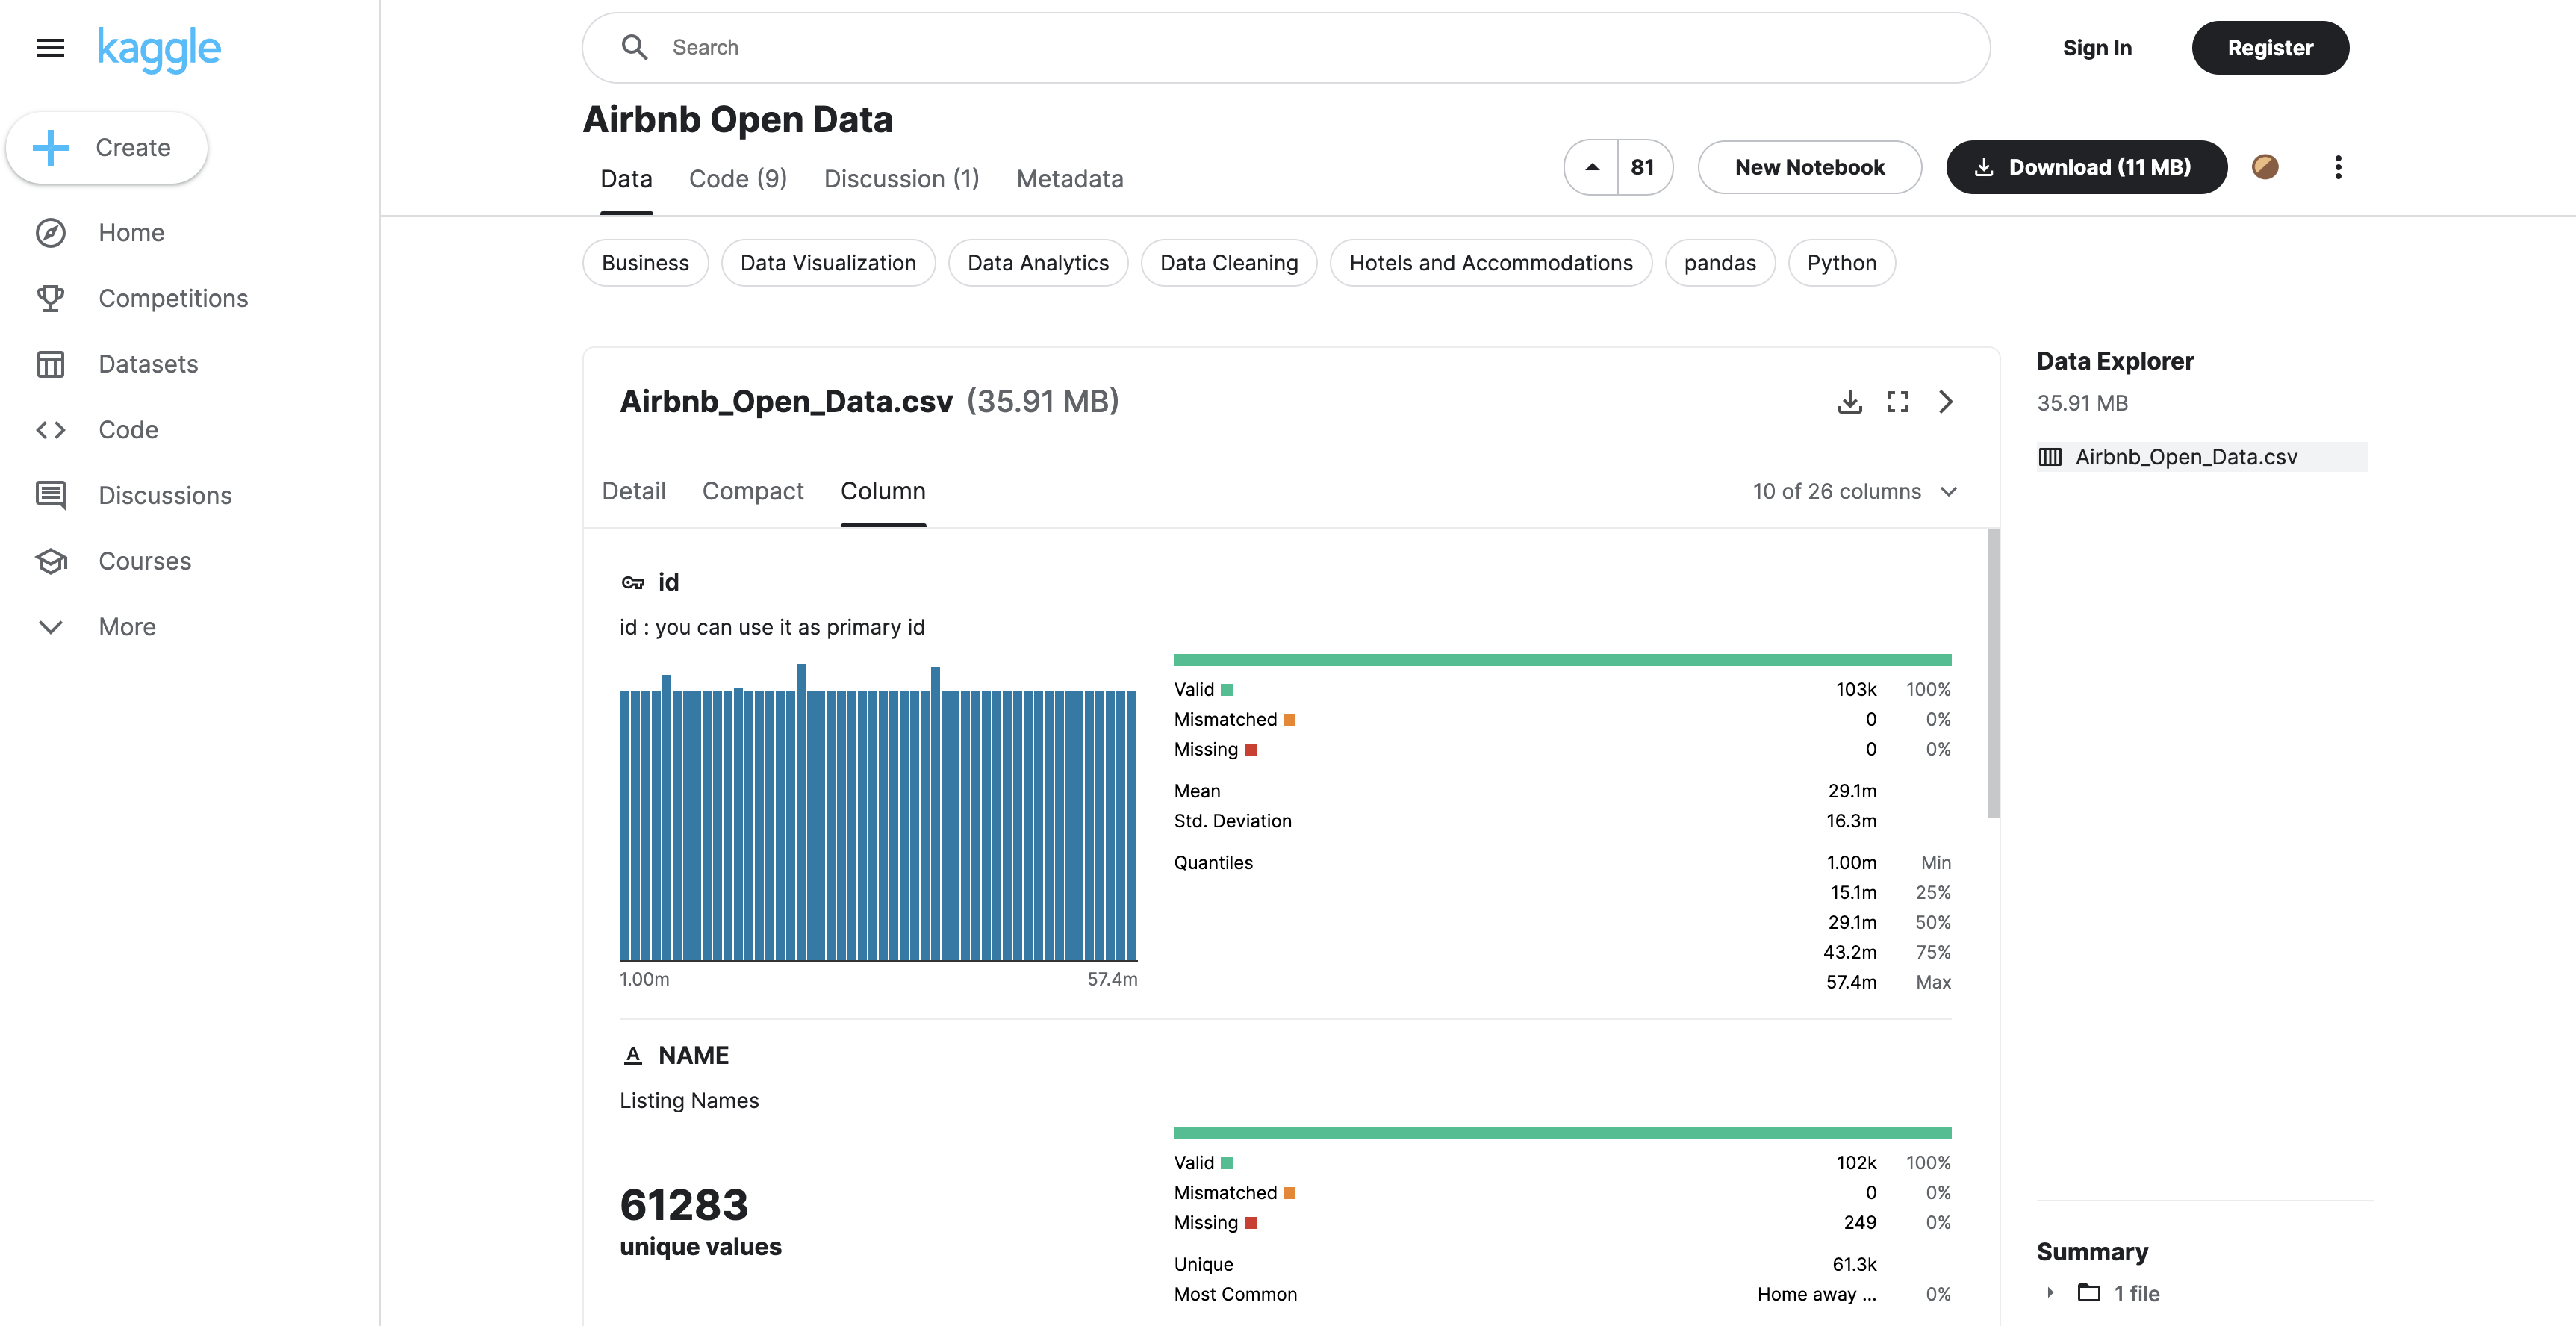 kaggle
Search
Sign In
Register
Create
Home
Competitions
Datasets
Code
Discussions
Courses
More
Airbnb Open Data
Data
Code (9)
Discussion (1)
Metadata
81
New Notebook
Download (11 MB)
Business
Data Visualization
Data Analytics
Data Cleaning
Hotels and Accommodations
pandas
Python
Airbnb_Open_Data.csv (35.91 MB)
Detail
Compact
Column
10 of 26 columns
id
id : you can use it as primary id
1.00m 57.4m
Valid 103k 100%
Mismatched 0 0%
Missing 0 0%
Mean 29.1m
Std. Deviation 16.3m
Quantiles 1.00m Min
15.1m 25%
29.1m 50%
43.2m 75%
57.4m Max
A NAME
Listing Names
61283
unique values
Valid 102k 100%
Mismatched 0 0%
Missing 249 0%
Unique 61.3k
Most Common Home away ... 0%
Data Explorer
35.91 MB
Airbnb_Open_Data.csv
Summary
1 file